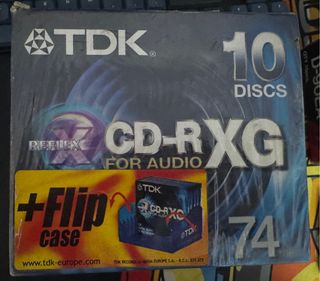 TDK
10
DISCS
REFLEX
CD-R XG
FOR AUDIO
+Flip
case
TDK
CD-R XG
74
www.tdk-europe.com